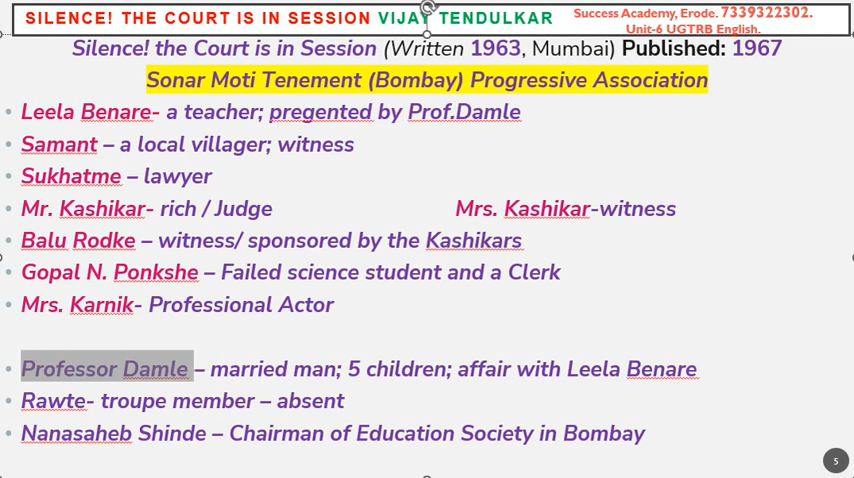 SILENCE! THE COURT IS IN SESSION VIJAY TENDULKAR
Success Academy, Erode. 7339322302.
Unit-6 UGTRB English.
Silence! the Court is in Session (Written 1963, Mumbai) Published: 1967
Sonar Moti Tenement (Bombay) Progressive Association
• Leela Benare- a teacher; pregented by Prof.Damle
• Samant – a local villager; witness
• Sukhatme – lawyer
• Mr. Kashikar- rich / Judge Mrs. Kashikar-witness
• Balu Rodke – witness/ sponsored by the Kashikars
• Gopal N. Ponkshe – Failed science student and a Clerk
• Mrs. Karnik- Professional Actor
• Professor Damle – married man; 5 children; affair with Leela Benare
• Rawte- troupe member – absent
• Nanasaheb Shinde – Chairman of Education Society in Bombay
5